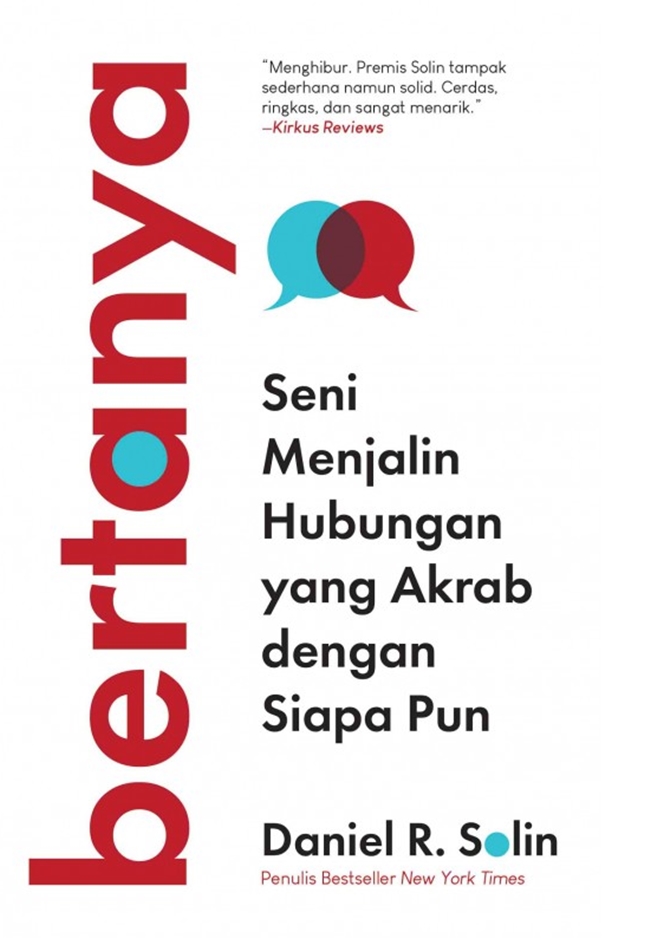 bertanya
“Menghibur. Premis Solin tampak
sederhana namun solid. Cerdas,
ringkas, dan sangat menarik.”
—Kirkus Reviews
Seni
Menjalin
Hubungan
yang Akrab
dengan
Siapa Pun
Daniel R. Solin
Penulis Bestseller New York Times